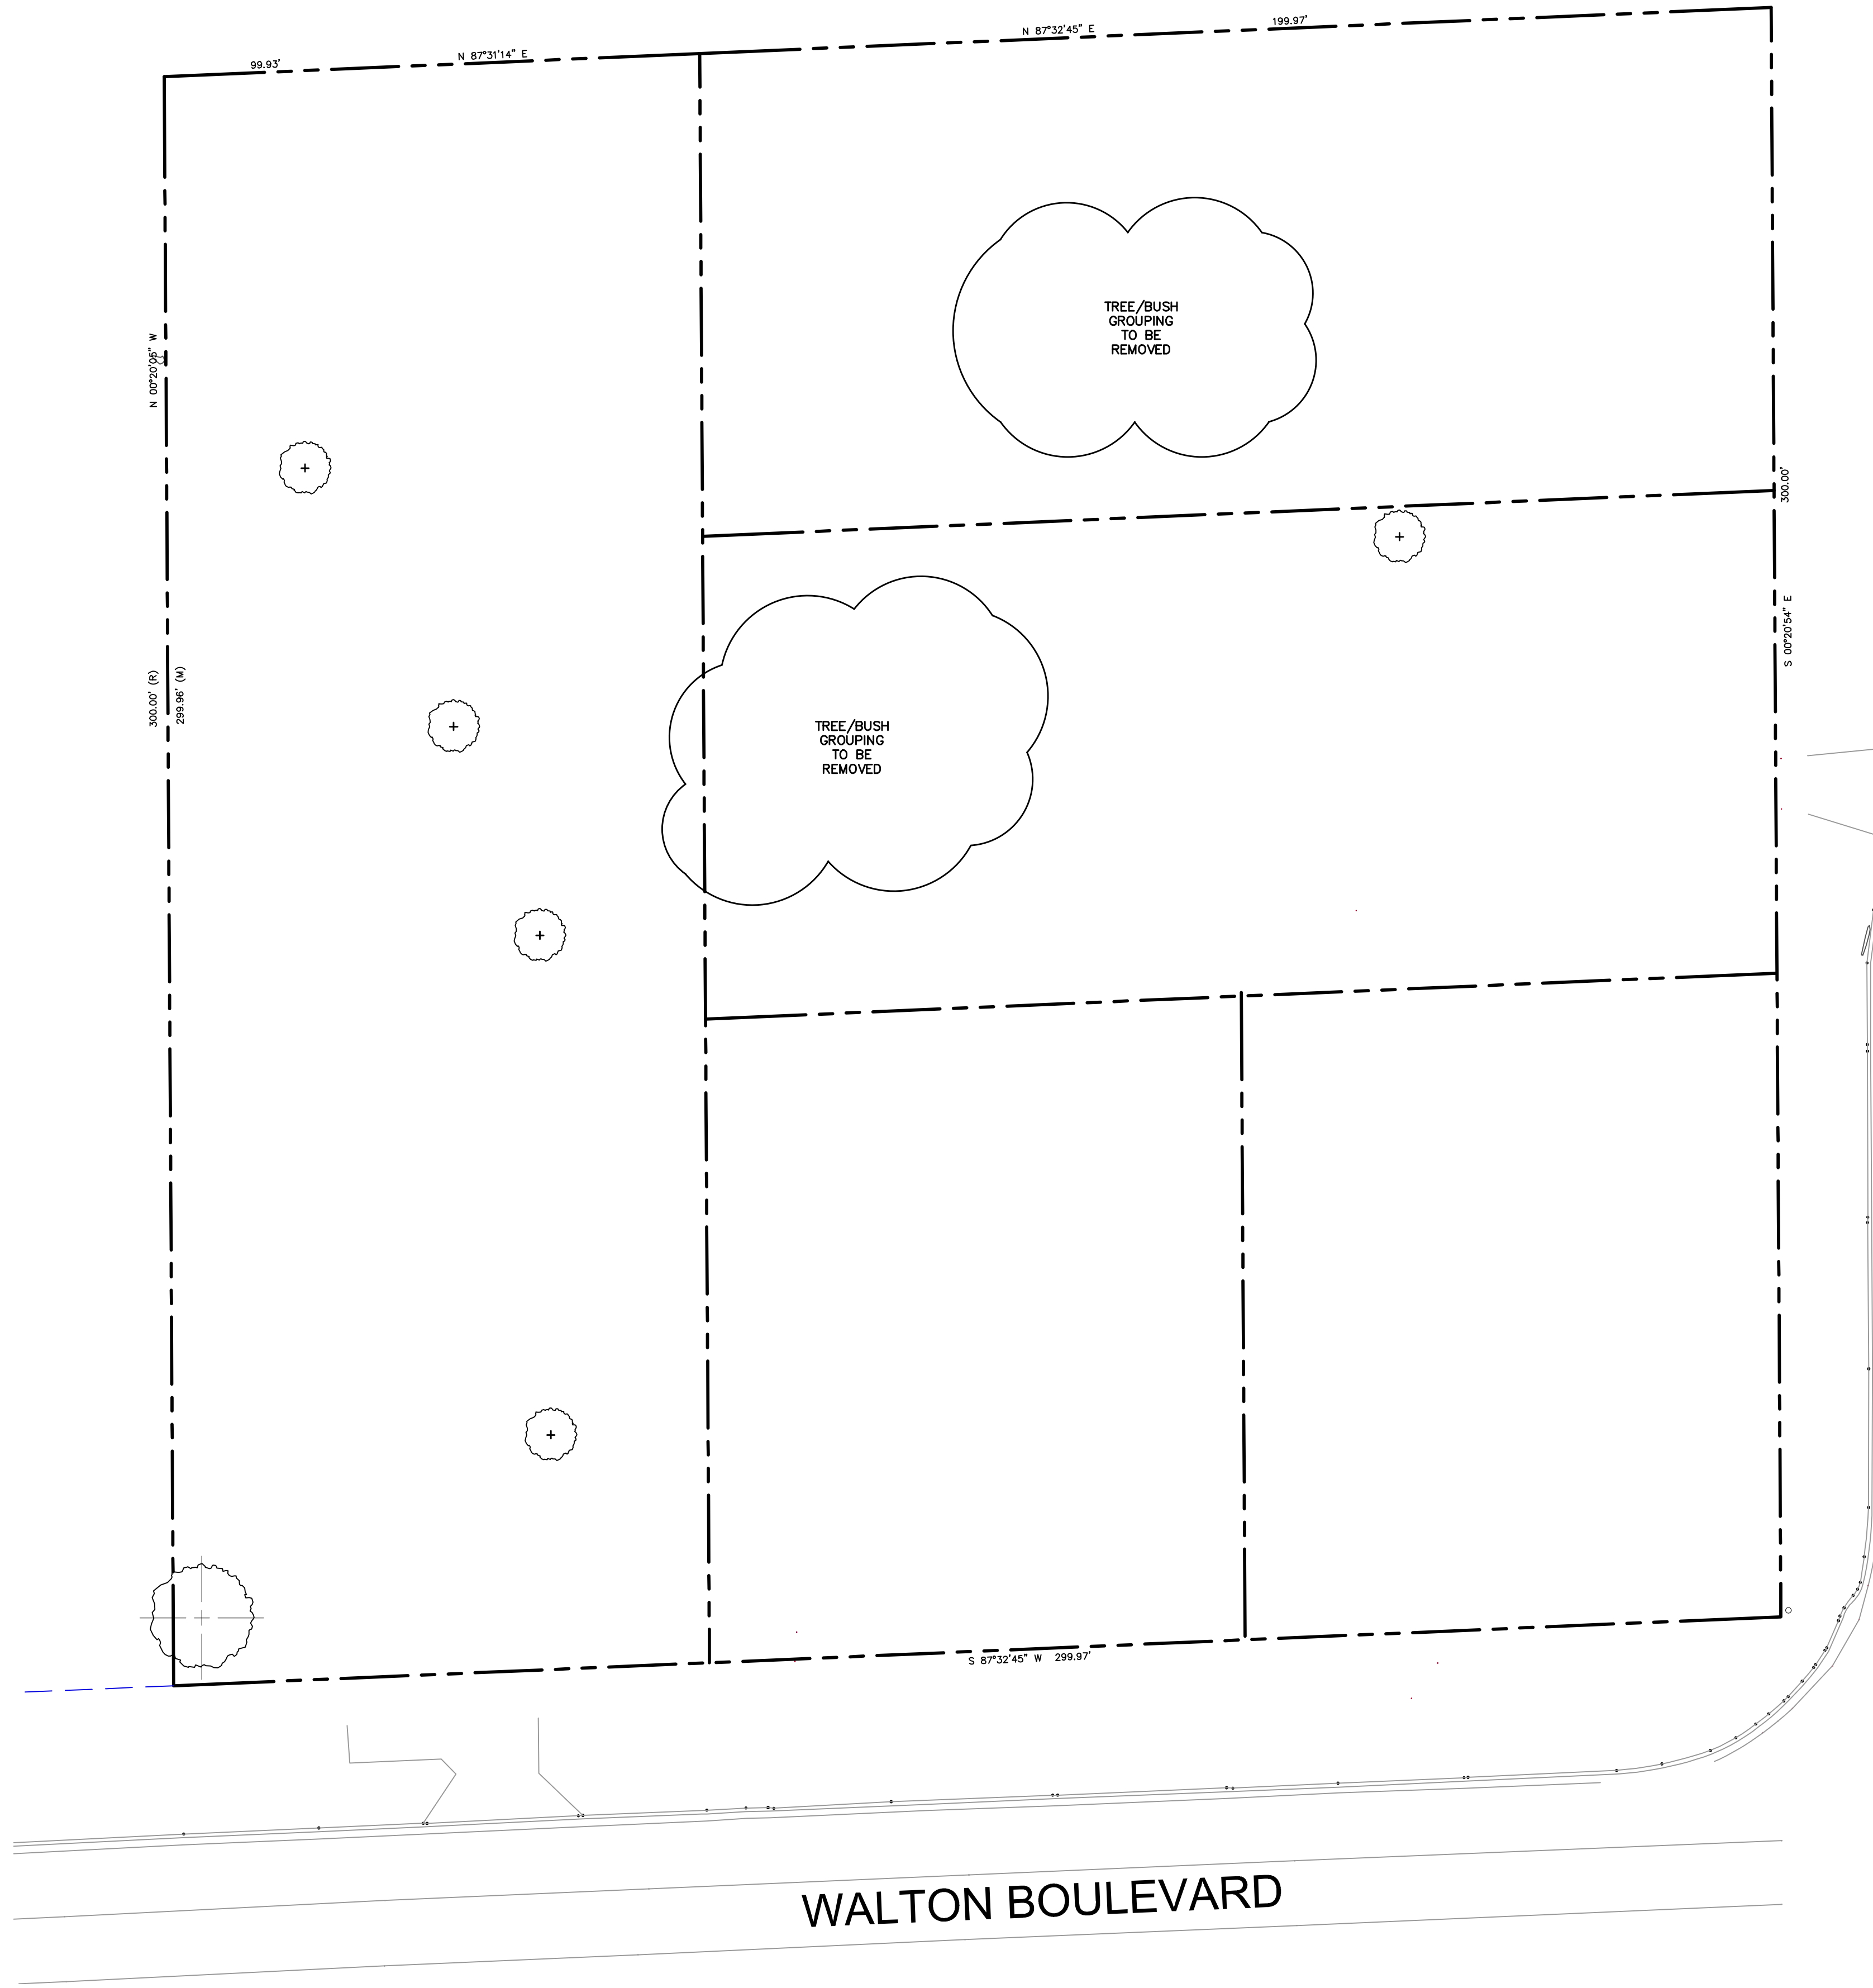 N 87°32'45" E
199.97'
99.93'
N 87°31'14" E
N 00°20'05" W
TREE/BUSH
GROUPING
TO BE
REMOVED
300.00'
S 00°20'54" E
300.00' (R)
299.96' (M)
TREE/BUSH
GROUPING
TO BE
REMOVED
S 87°32'45" W 299.97'
WALTON BOULEVARD